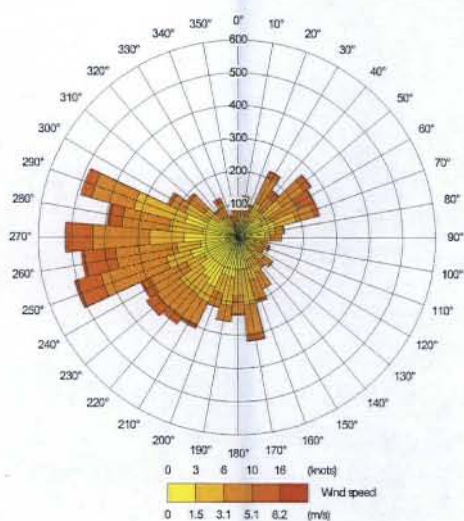 350° 0° 10°
340° 600 20°
330° 30°
320° 500 40°
310° 400 50°
300° 300 60°
290° 200 70°
280° 100 80°
270° 90°
260° 100°
250° 110°
240° 120°
230° 130°
220° 140°
210° 150°
200° 160°
190° 180° 170°
0 3 6 10 16 (knots)
Wind speed
0 1.5 3.1 5.1 8.2 (m/s)